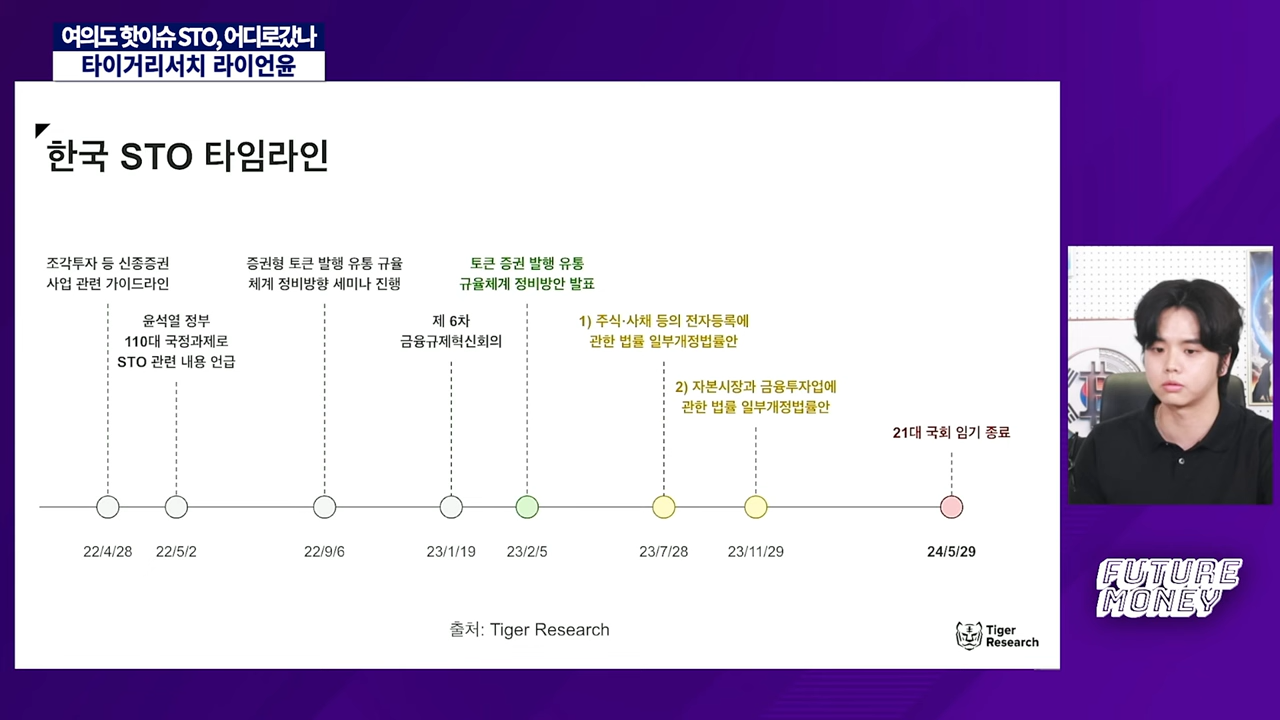 여의도 핫이슈 STO, 어디로갔나
타이거리서치 라이언윤
한국 STO 타임라인
조각투자 등 신종증권
사업 관련 가이드라인
윤석열 정부
110대 국정과제로
STO 관련 내용 언급
증권형 토큰 발행 유통 규율
체계 정비방향 세미나 진행
제 6차
금융규제혁신회의
토큰 증권 발행 유통
규율체계 정비방안 발표
1) 주식·사채 등의 전자등록에
관한 법률 일부개정법률안
2) 자본시장과 금융투자업에
관한 법률 일부개정법률안
21대 국회 임기 종료
22/4/28
22/5/2
22/9/6
23/1/19
23/2/5
23/7/28
23/11/29
24/5/29
출처: Tiger Research
Tiger
Research
FUTURE
MONEY